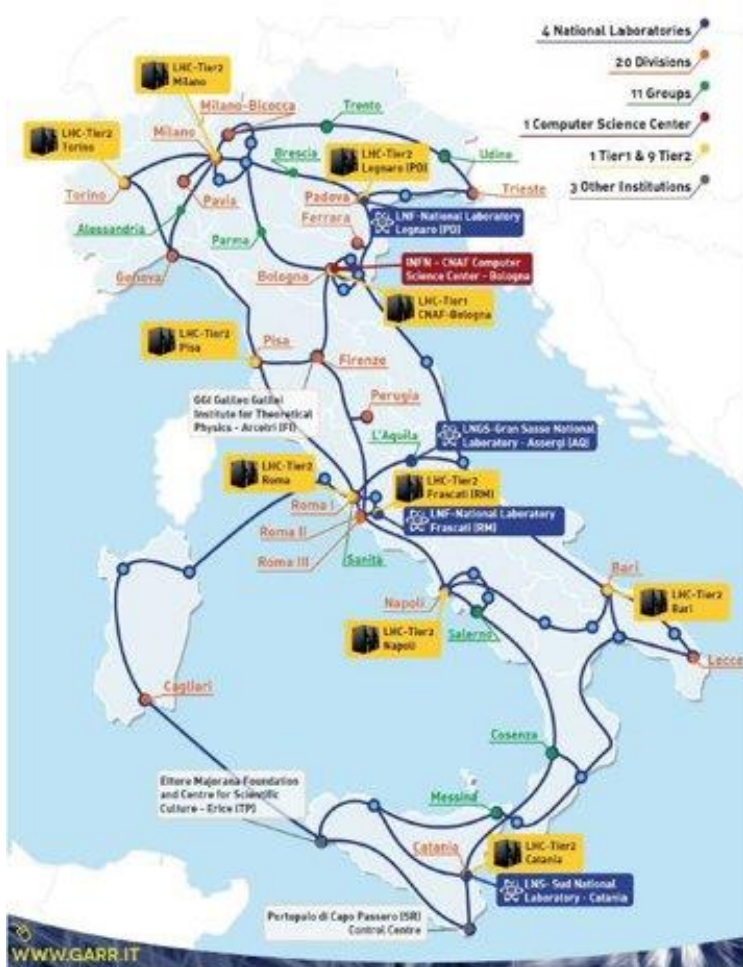 4 National Laboratories
20 Divisions
11 Groups
1 Computer Science Center
1 Tier1 & 9 Tier2
3 Other Institutions
LHC-Tier2
Milano
Milano-Bicocca
Trento
LHC-Tier2
Torino
Milano
Brescia
LHC-Tier2
Legnaro (PD)
Udine
Torino
Pavia
Padova
Trieste
Alessandria
Ferrara
LNF-National Laboratory
Legnaro (PD)
Parma
Genova
Bologna
INFN - CNAF Computer
Science Center - Bologna
LHC-Tier1
CNAF-Bologna
LHC-Tier2
Pisa
Pisa
Firenze
GGI Galileo Galilei
Institute for Theoretical
Physics - Arcetri (FI)
Perugia
L'Aquila
LNGS-Gran Sasso National
Laboratory - Assergi (AQ)
LHC-Tier2
Roma
LHC-Tier2
Frascati (RM)
Roma I
Roma II
Roma III
LNF-National Laboratory
Frascati (RM)
Sanità
Bari
Napoli
LHC-Tier2
Bari
LHC-Tier2
Napoli
Salerno
Lecce
Cagliari
Cosenza
Ettore Majorana Foundation
and Centre for Scientific
Culture - Erice (TP)
Messina
LHC-Tier2
Catania
Catania
LNS- Sud National
Laboratory - Catania
Portopalo di Capo Passero (SR)
Control Centre
WWW.GARR.IT